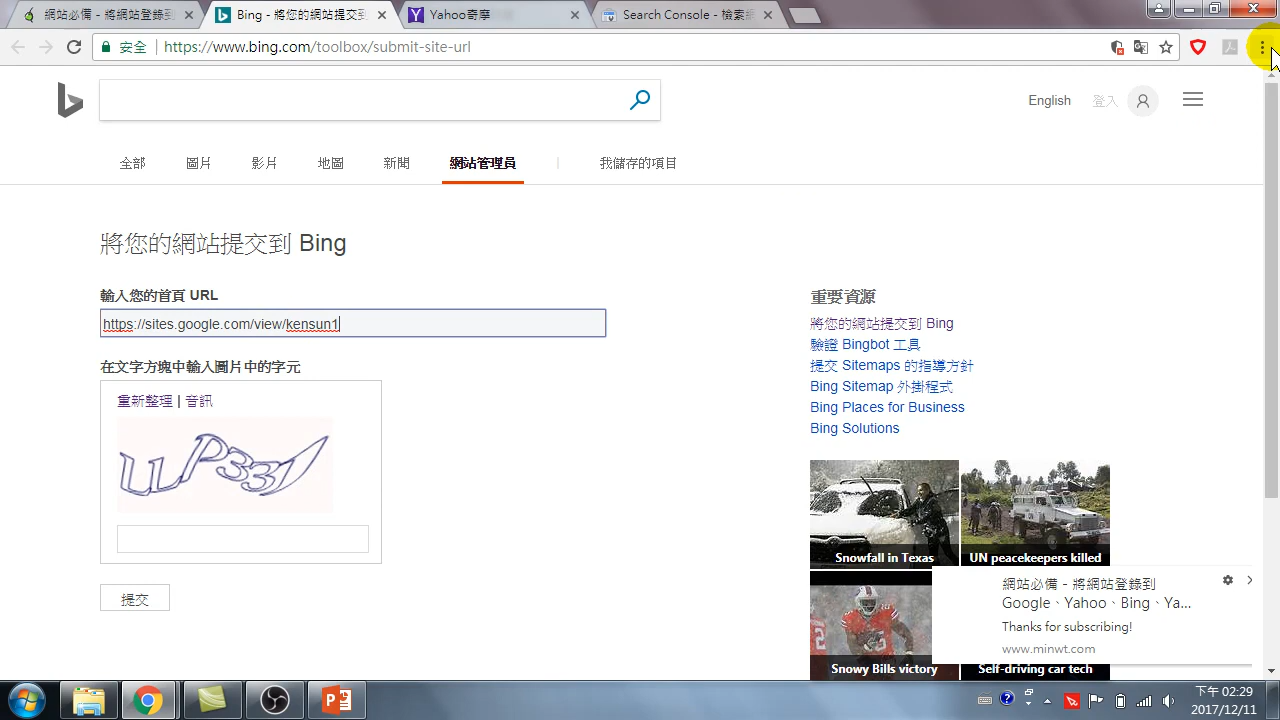 網站必備 - 將網站登錄到
Bing - 將您的網站提交到
Yahoo奇摩
Search Console - 檢索網
安全
https://www.bing.com/toolbox/submit-site-url
English
登入
全部
圖片
影片
地圖
新聞
網站管理員
我儲存的項目
將您的網站提交到 Bing
輸入您的首頁 URL
https://sites.google.com/view/kensun1
在文字方塊中輸入圖片中的字元
重新整理 | 音訊
提交
重要資源
將您的網站提交到 Bing
驗證 Bingbot 工具
提交 Sitemaps 的指導方針
Bing Sitemap 外掛程式
Bing Places for Business
Bing Solutions
Snowfall in Texas
UN peacekeepers killed
Snowy Bills victory
Self-driving car tech
網站必備 - 將網站登錄到
Google、Yahoo、Bing、Ya...
Thanks for subscribing!
www.minwt.com
下午 02:29
2017/12/11